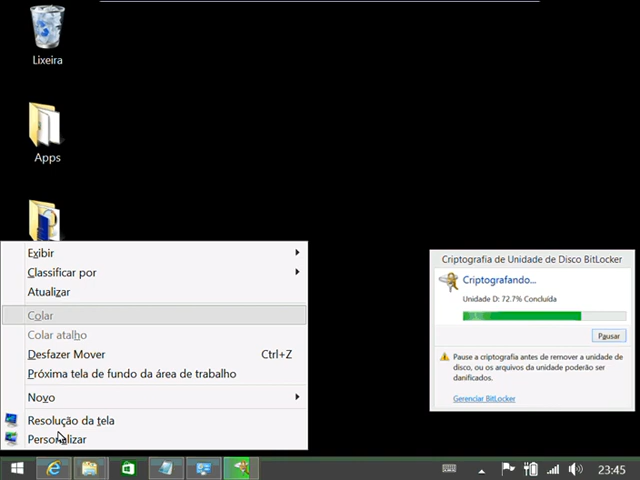 Lixeira
Apps
Exibir
Classificar por
Atualizar
Colar
Colar atalho
Desfazer Mover Ctrl+Z
Próxima tela de fundo da área de trabalho
Novo
Resolução da tela
Personalizar
Criptografia de Unidade de Disco BitLocker
Criptografando...
Unidade D: 72.7% Concluída
Pausar
Pause a criptografia antes de remover a unidade de
disco, ou os arquivos da unidade poderão ser
danificados.
Gerenciar BitLocker
23:45